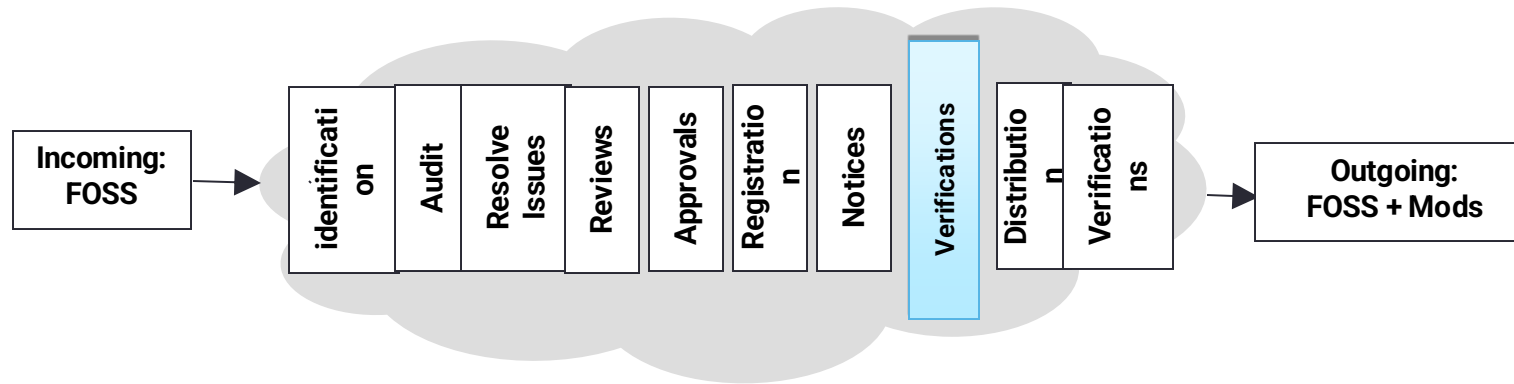 Incoming:
FOSS
identificati
on
Audit
Resolve
Issues
Reviews
Approvals
Registratio
n
Notices
Verifications
Distributio
n
Verificatio
ns
Outgoing:
FOSS + Mods